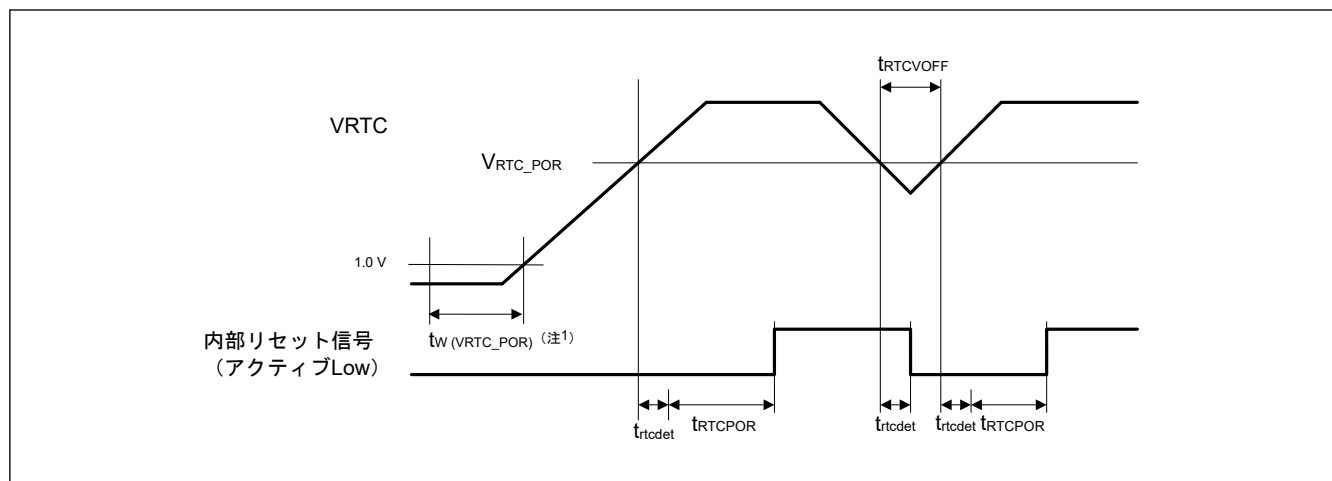 tRTCVOFF
VRTC
VRTC_POR
1.0 V
tW (VRTC_POR)（注1）
内部リセット信号
（アクティブLow）
trtcdet
tRTCPOR
trtcdet
trtcdet
tRTCPOR